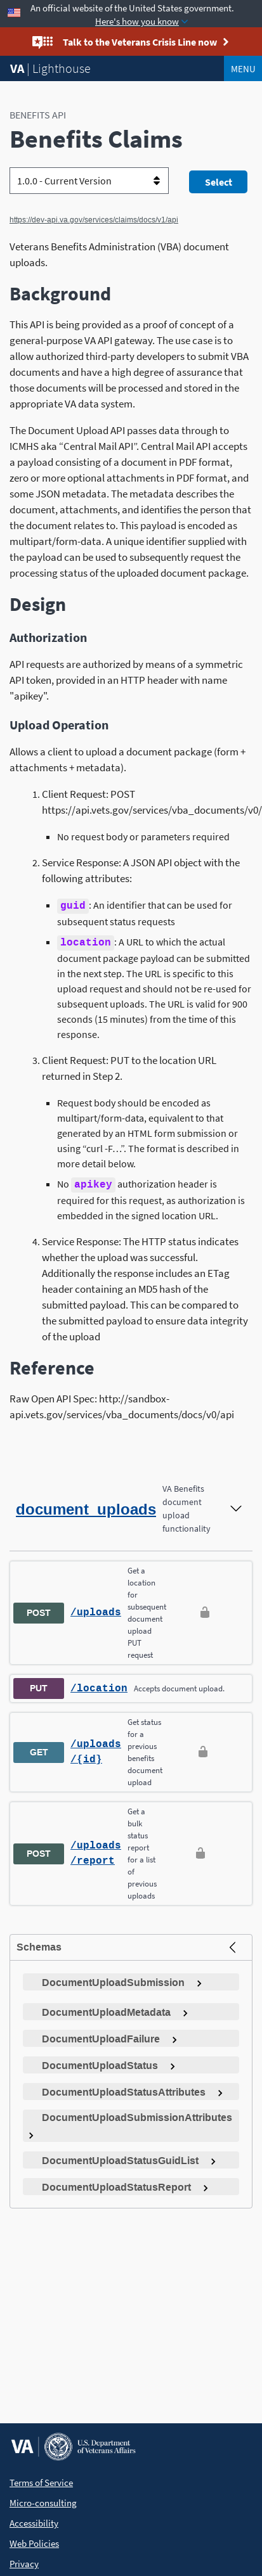 An official website of the United States government.
Here's how you know
Talk to the Veterans Crisis Line now
VA | Lighthouse
MENU
BENEFITS API
Benefits Claims
1.0.0 - Current Version
Select
https://dev-api.va.gov/services/claims/docs/v1/api
Veterans Benefits Administration (VBA) document
uploads.
Background
This API is being provided as a proof of concept of a
general-purpose VA API gateway. The use case is to
allow authorized third-party developers to submit VBA
documents and have a high degree of assurance that
those documents will be processed and stored in the
appropriate VA data system.
The Document Upload API passes data through to
ICMHS aka “Central Mail API”. Central Mail API accepts
a payload consisting of a document in PDF format,
zero or more optional attachments in PDF format, and
some JSON metadata. The metadata describes the
document, attachments, and identifies the person that
the document relates to. This payload is encoded as
multipart/form-data. A unique identifier supplied with
the payload can be used to subsequently request the
processing status of the uploaded document package.
Design
Authorization
API requests are authorized by means of a symmetric
API token, provided in an HTTP header with name
"apikey".
Upload Operation
Allows a client to upload a document package (form +
attachments + metadata).
1. Client Request: POST
https://api.vets.gov/services/vba_documents/v0/
No request body or parameters required
2. Service Response: A JSON API object with the
following attributes:
guid: An identifier that can be used for
subsequent status requests
location: A URL to which the actual
document package payload can be submitted
in the next step. The URL is specific to this
upload request and should not be re-used for
subsequent uploads. The URL is valid for 900
seconds (15 minutes) from the time of this
response.
3. Client Request: PUT to the location URL
returned in Step 2.
Request body should be encoded as
multipart/form-data, equivalent to that
generated by an HTML form submission or
using “curl -F…”. The format is described in
more detail below.
No apikey authorization header is
required for this request, as authorization is
embedded in the signed location URL.
4. Service Response: The HTTP status indicates
whether the upload was successful.
Additionally the response includes an ETag
header containing an MD5 hash of the
submitted payload. This can be compared to
the submitted payload to ensure data integrity
of the upload
Reference
Raw Open API Spec: http://sandbox-
api.vets.gov/services/vba_documents/docs/v0/api
document_uploads
VA Benefits
document
upload
functionality
POST
/uploads
Get a
location
for
subsequent
document
upload
PUT
request
PUT
/location
Accepts document upload.
GET
/uploads
/{id}
Get status
for a
previous
benefits
document
upload
POST
/uploads
/report
Get a
bulk
status
report
for a list
of
previous
uploads
Schemas
DocumentUploadSubmission
DocumentUploadMetadata
DocumentUploadFailure
DocumentUploadStatus
DocumentUploadStatusAttributes
DocumentUploadSubmissionAttributes
DocumentUploadStatusGuidList
DocumentUploadStatusReport
VA
U.S. Department
of Veterans Affairs
Terms of Service
Micro-consulting
Accessibility
Web Policies
Privacy